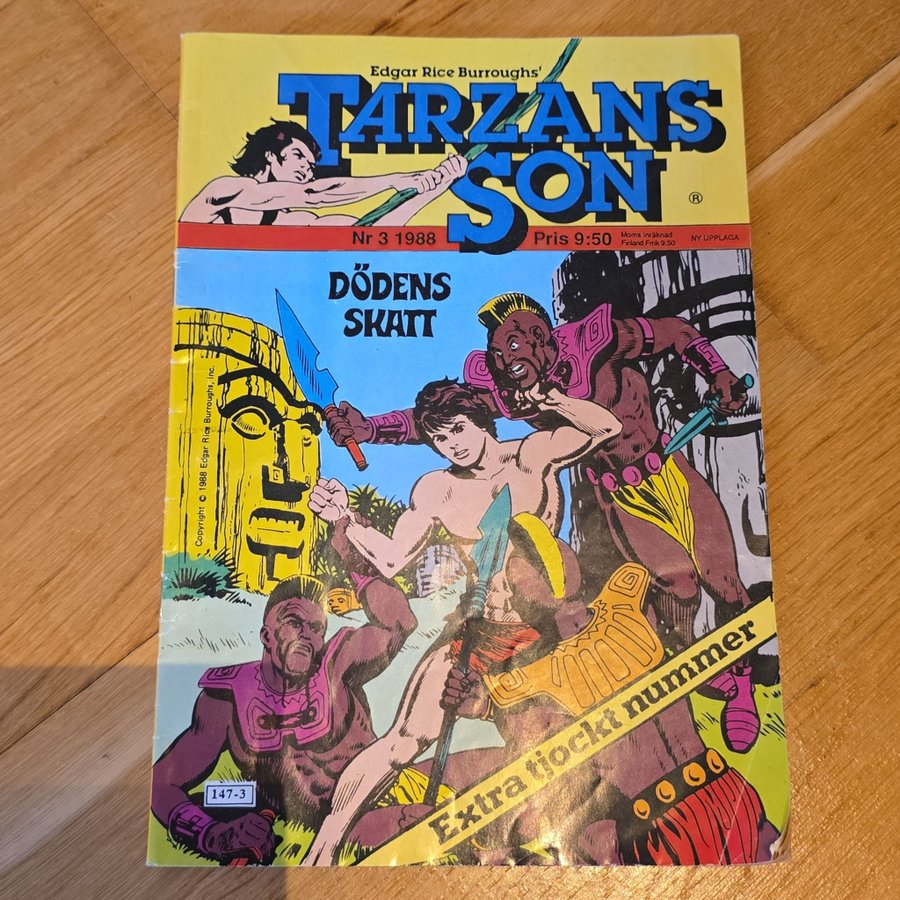 Edgar Rice Burroughs'
TARZANS
SON
®
Nr 3 1988
Pris 9:50
Moms inräknad
Finland Fmk 9:50
NY UPPLAGA
DÖDENS
SKATT
Copyright © 1988 Edgar Rice Burroughs, Inc.
Extra tjockt nummer
147-3